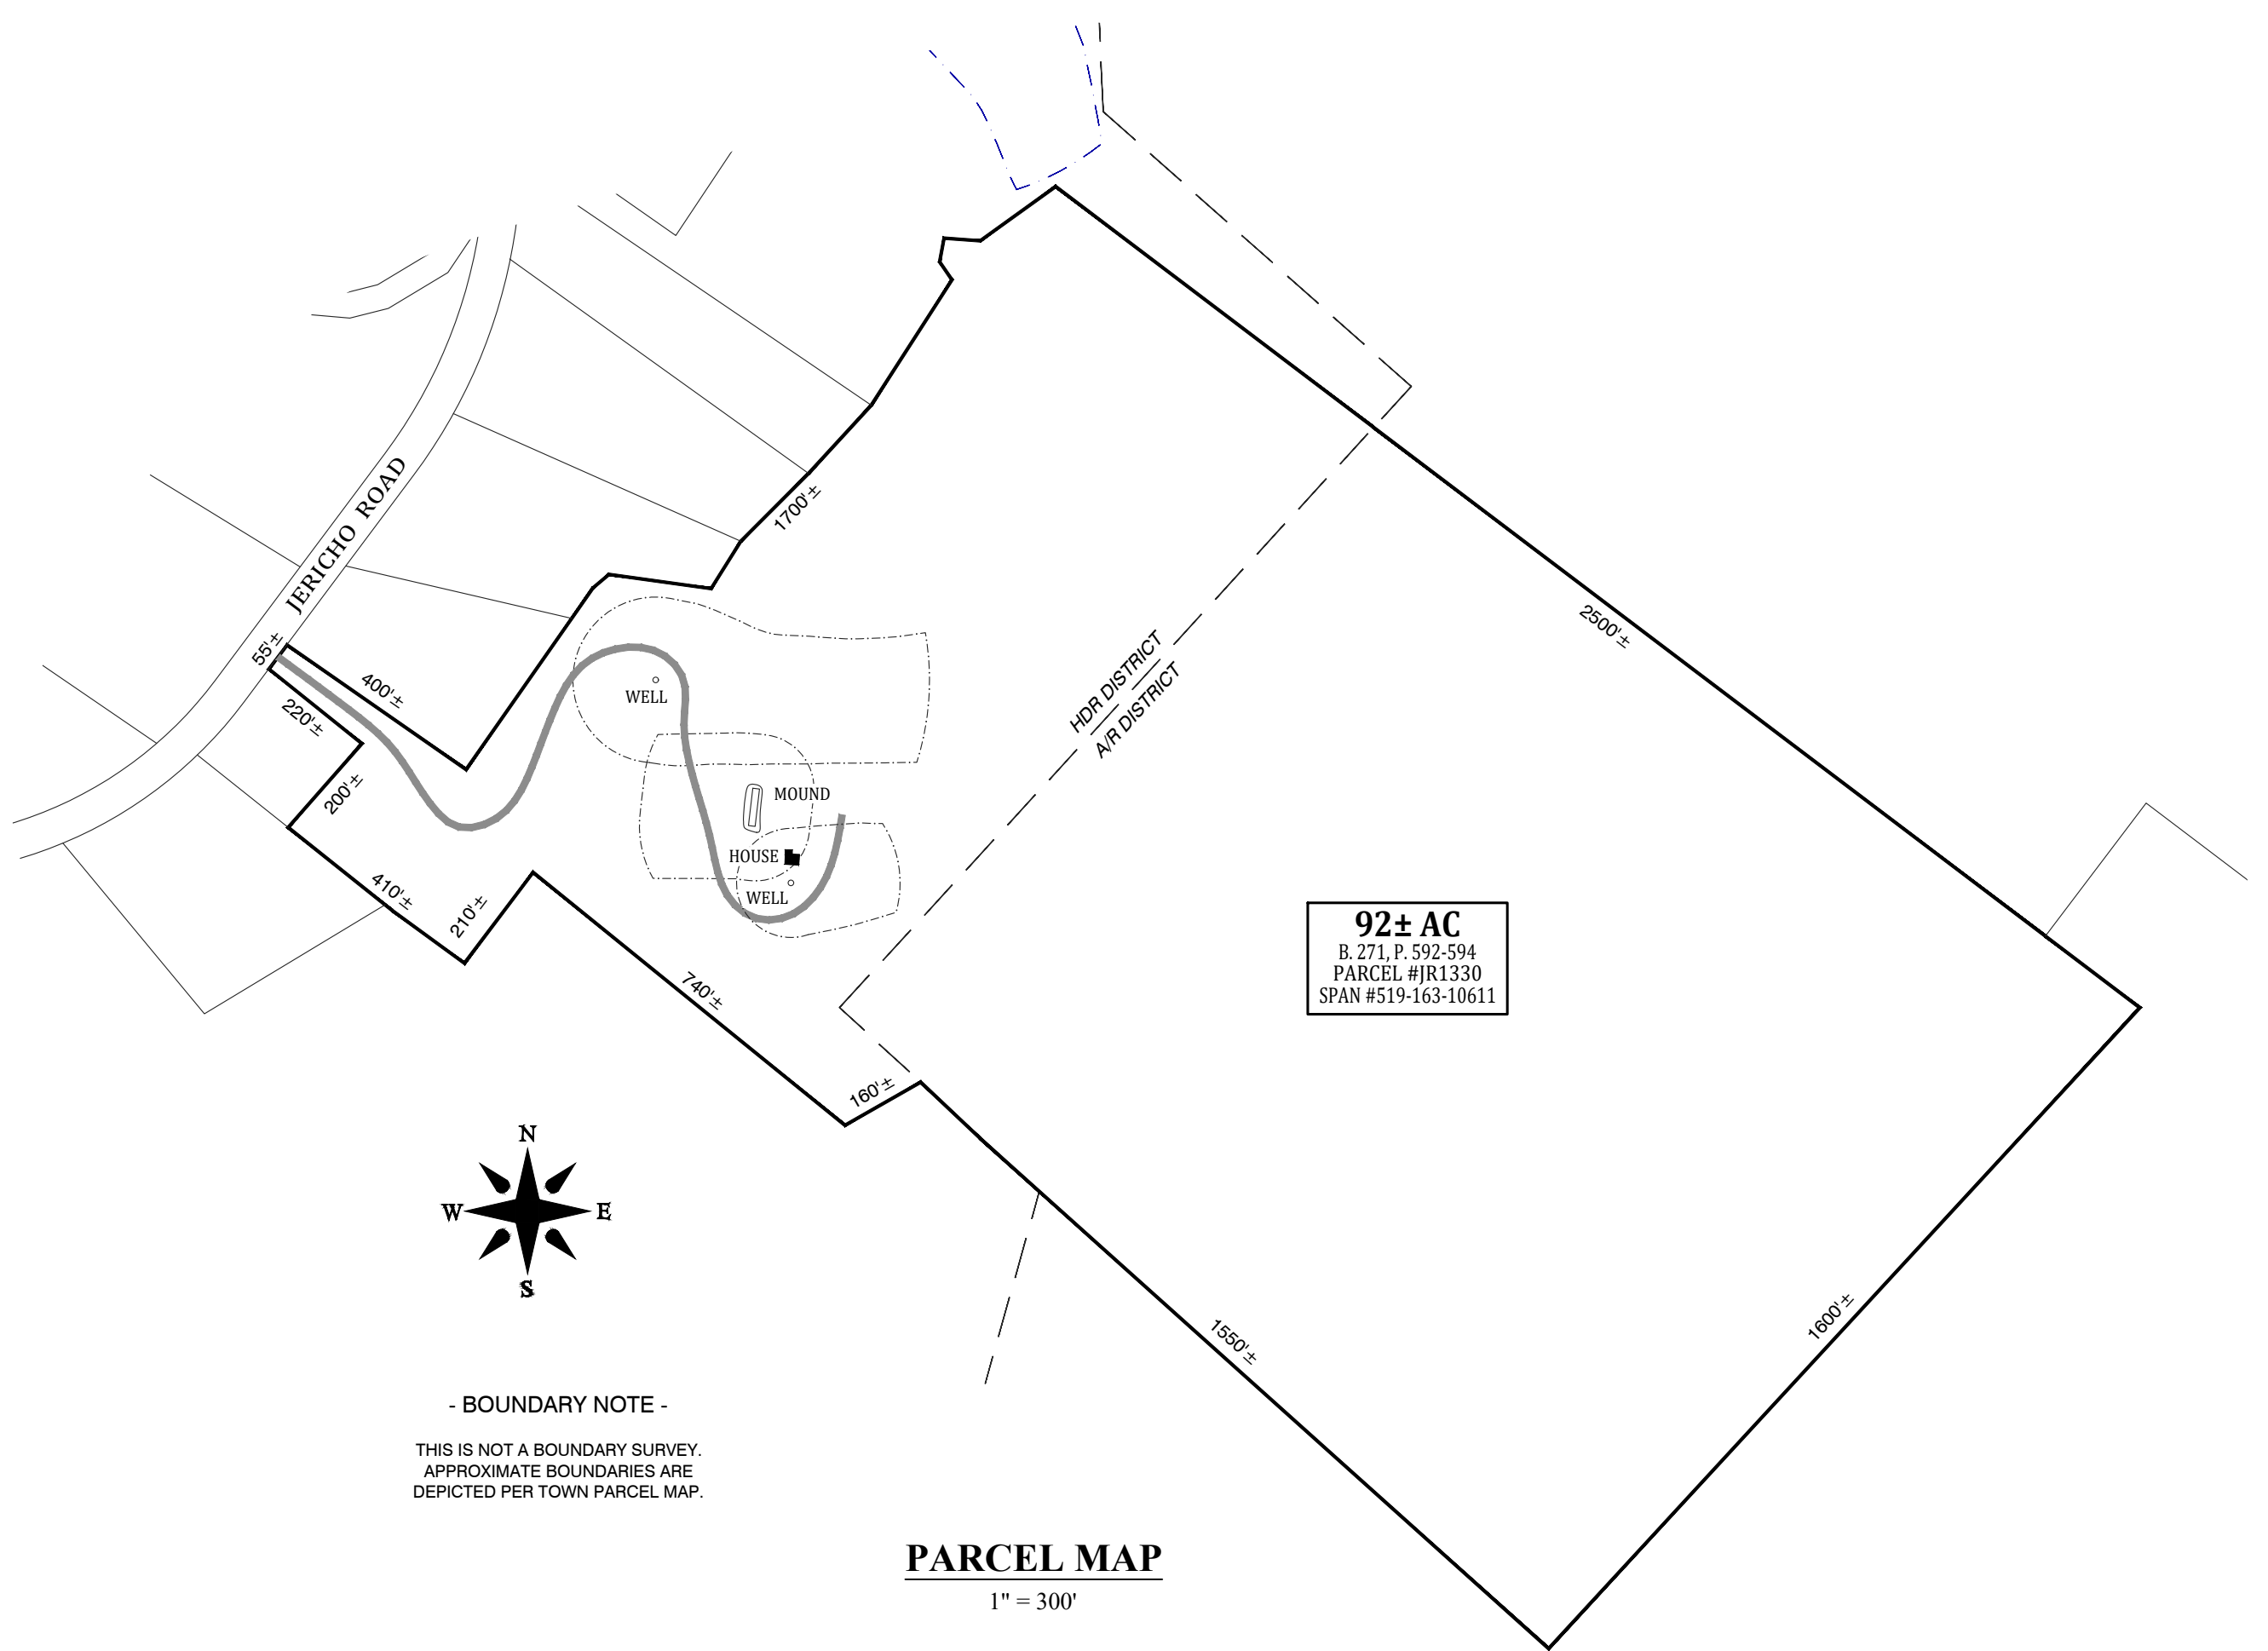 JERICHO ROAD
1700'±
55'±
400'±
220'±
200'±
410'±
210'±
740'±
160'±
2500'±
1550'±
1600'±
WELL
MOUND
HOUSE
WELL
HDR DISTRICT
A/R DISTRICT
92± AC
B. 271, P. 592-594
PARCEL #JR1330
SPAN #519-163-10611
N
W
E
S
- BOUNDARY NOTE -
THIS IS NOT A BOUNDARY SURVEY.
APPROXIMATE BOUNDARIES ARE
DEPICTED PER TOWN PARCEL MAP.
PARCEL MAP
1" = 300'